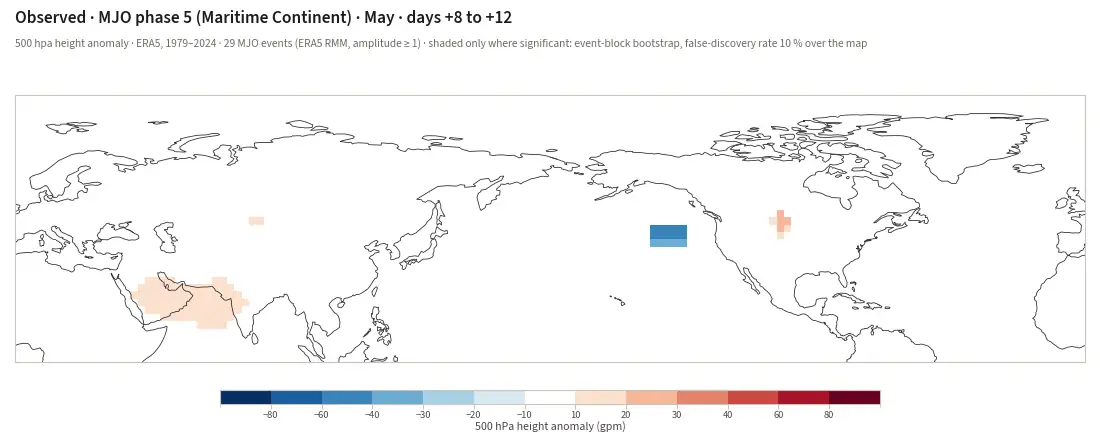 Observed · MJO phase 5 (Maritime Continent) · May · days +8 to +12
500 hpa height anomaly · ERA5, 1979–2024 · 29 MJO events (ERA5 RMM, amplitude ≥ 1) · shaded only where significant: event-block bootstrap, false-discovery rate 10 % over the map
−80 −60 −40 −30 −20 −10 10 20 30 40 60 80
500 hPa height anomaly (gpm)